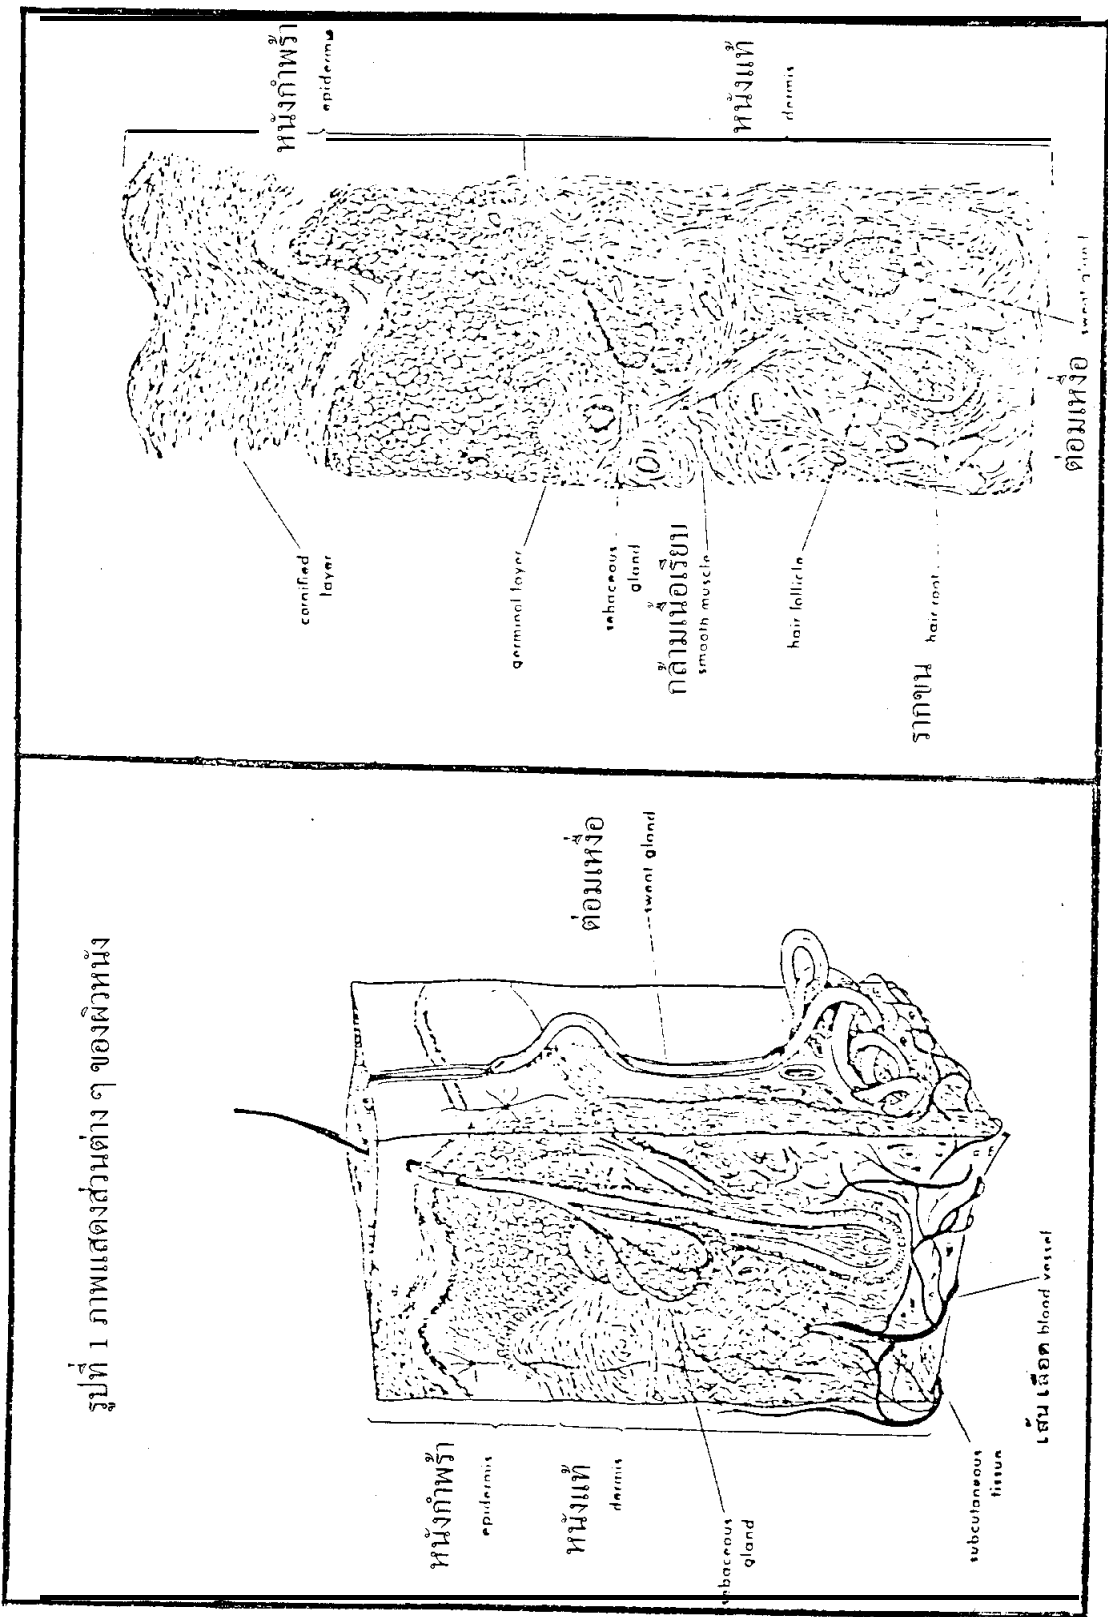 รูปที่ 1 ภาพแสดงส่วนต่าง ๆ ของผิวหนัง
หนังกำพร้า
epidermis
หนังแท้
dermis
sebaceous
gland
subcutaneous
tissue
เส้นเลือด blood vessel
ต่อมเหงื่อ
sweat gland
cornified
layer
germinal layer
sebaceous
gland
กล้ามเนื้อเรียบ
smooth muscle
hair follicle
รากขน hair root
หนังกำพร้า
epidermis
หนังแท้
dermis
ต่อมเหงื่อ sweat gland